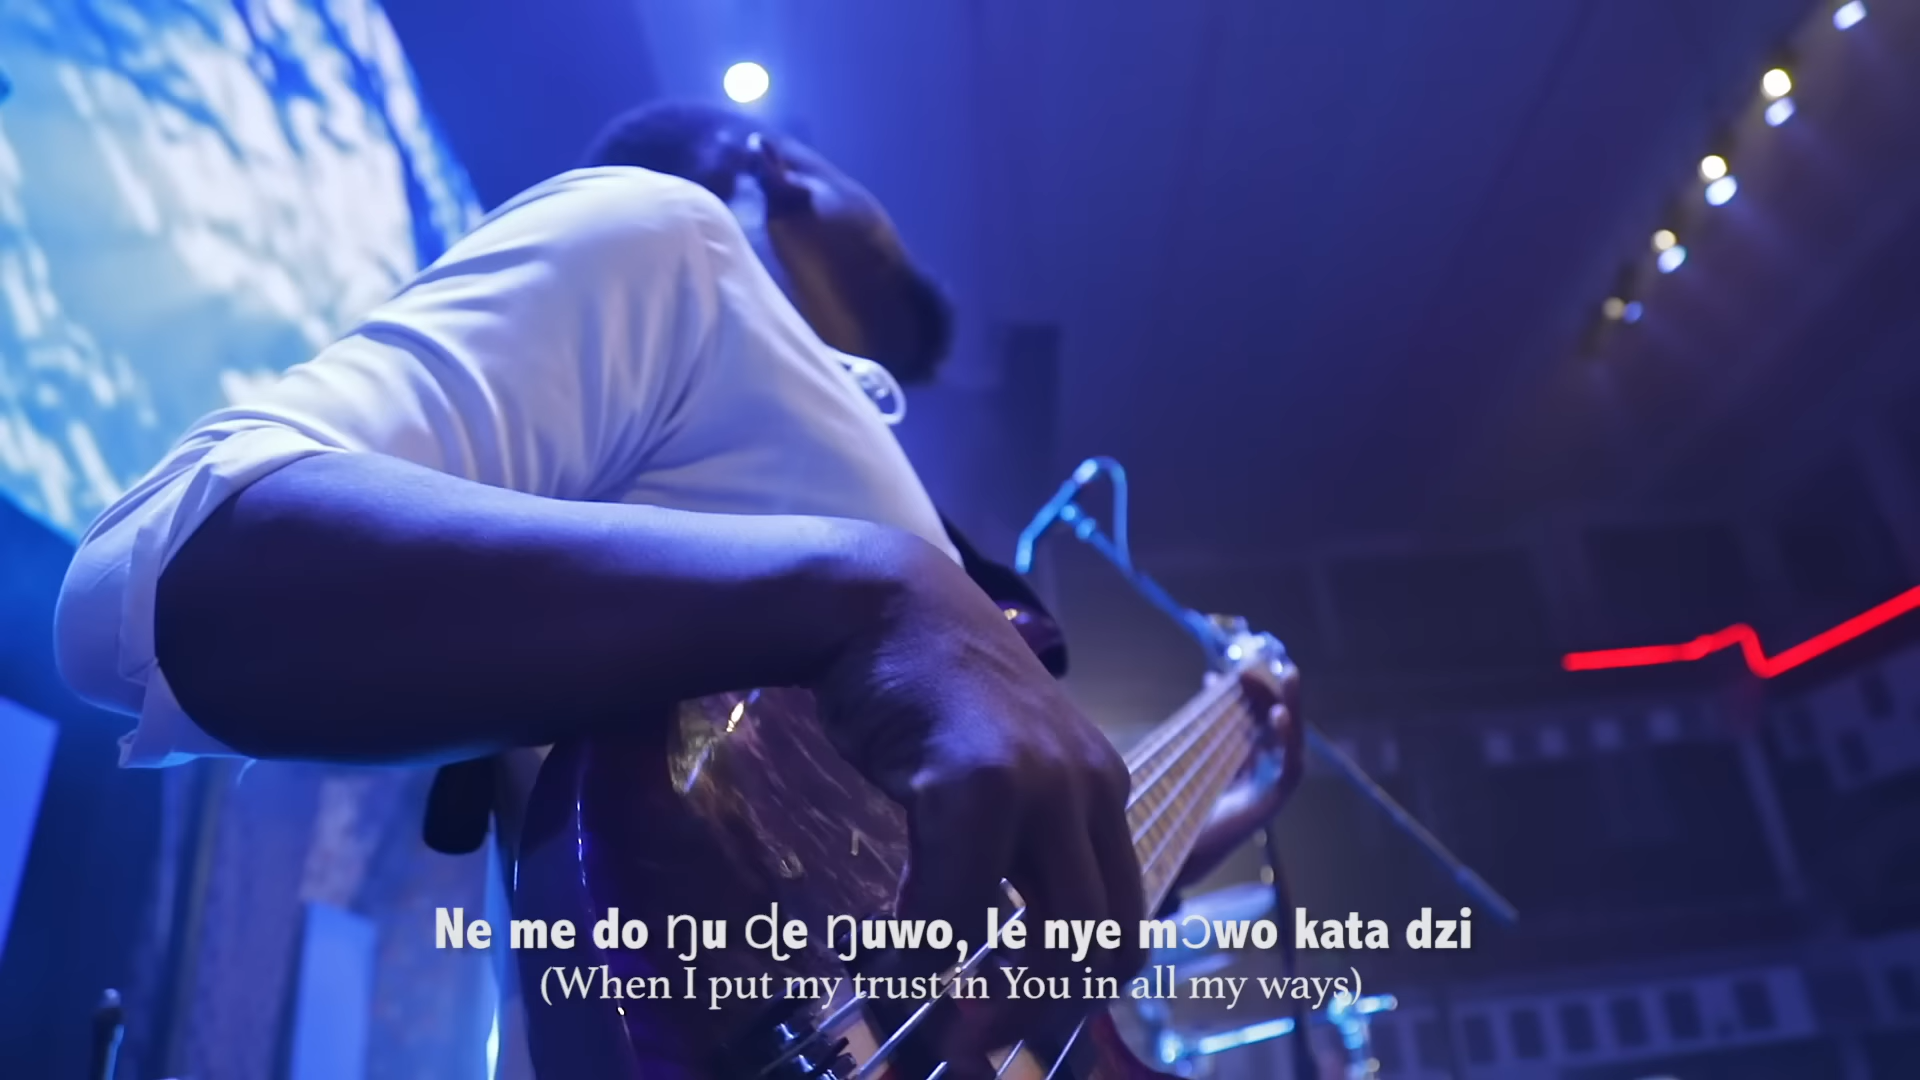 Ne me do ŋu ɖe ŋuwo, le nye mɔwo kata dzi
(When I put my trust in You in all my ways)